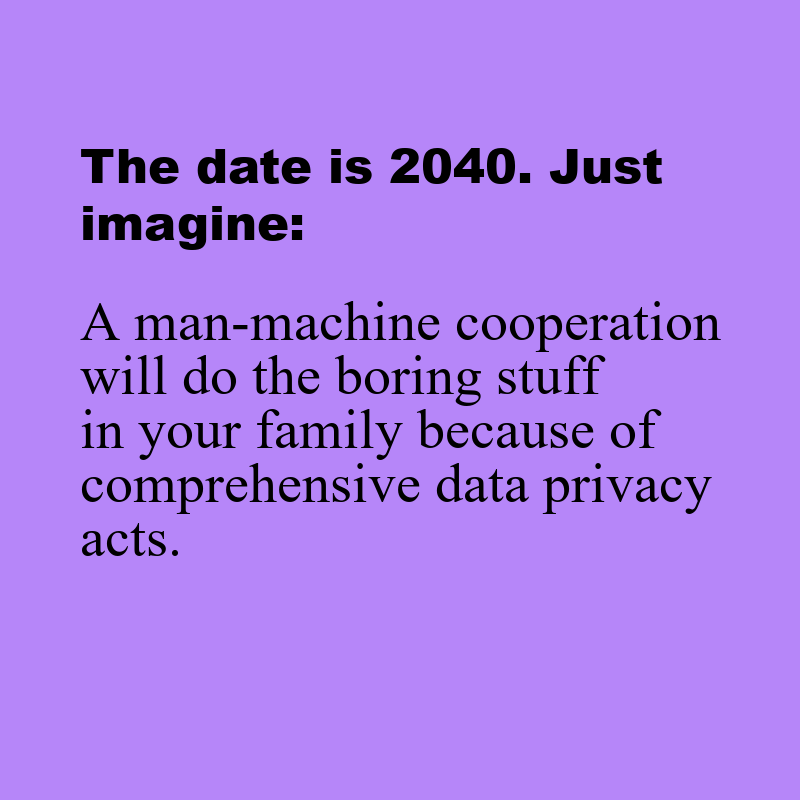 The date is 2040. Just
imagine:
A man-machine cooperation
will do the boring stuff
in your family because of
comprehensive data privacy
acts.